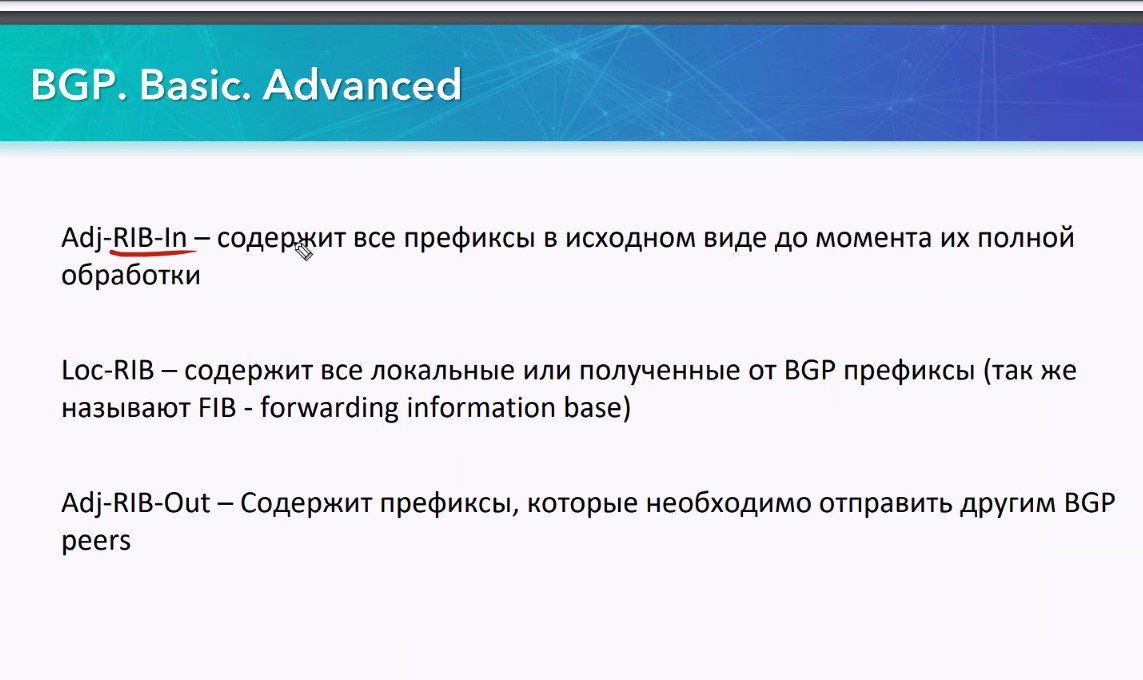 BGP. Basic. Advanced
Adj-RIB-In – содержит все префиксы в исходном виде до момента их полной
обработки
Loc-RIB – содержит все локальные или полученные от BGP префиксы (так же
называют FIB - forwarding information base)
Adj-RIB-Out – Содержит префиксы, которые необходимо отправить другим BGP
peers